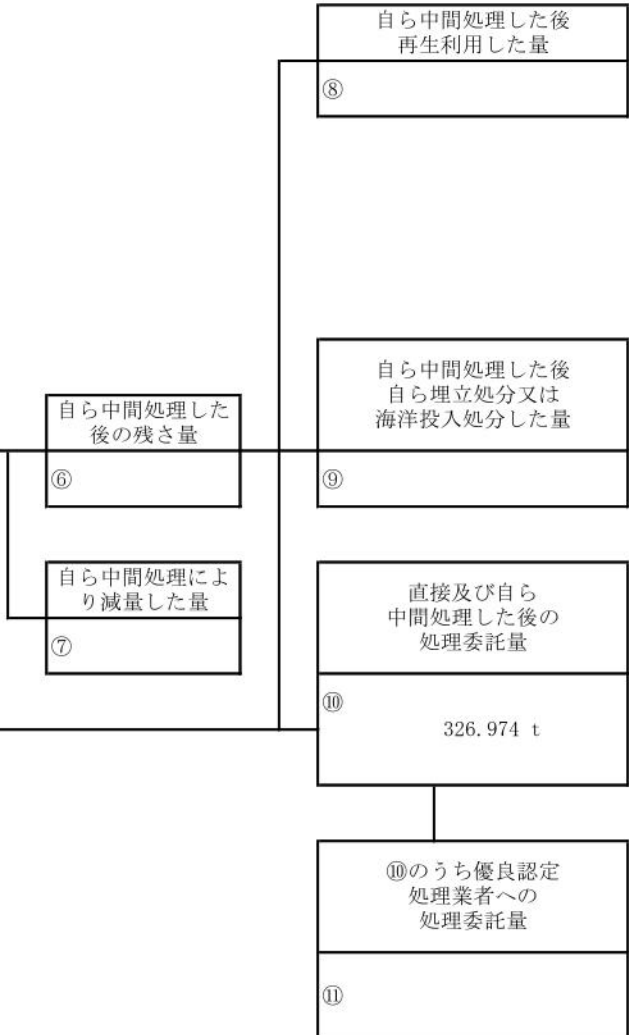 自ら中間処理した後
再生利用した量
⑧
自ら中間処理した後
自ら埋立処分又は
海洋投入処分した量
⑨
自ら中間処理した
後の残さ量
⑥
自ら中間処理によ
り減量した量
⑦
直接及び自ら
中間処理した後の
処理委託量
⑩
326.974 t
⑩のうち優良認定
処理業者への
処理委託量
⑪